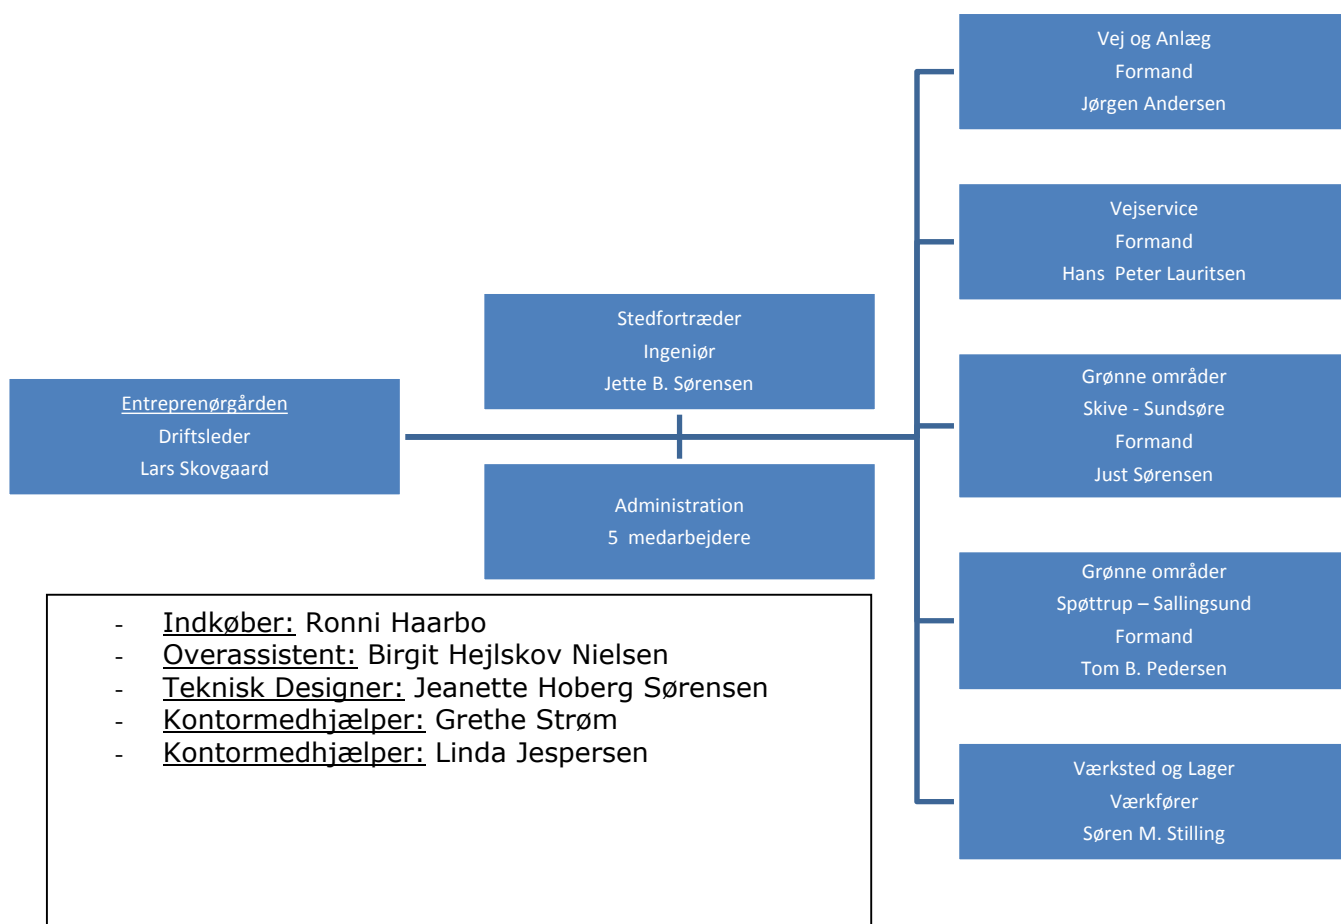 Entreprenørgården
Driftsleder
Lars Skovgaard
Stedfortræder
Ingeniør
Jette B. Sørensen
Administration
5 medarbejdere
- Indkøber: Ronni Haarbo
- Overassistent: Birgit Hejlskov Nielsen
- Teknisk Designer: Jeanette Hoberg Sørensen
- Kontormedhjælper: Grethe Strøm
- Kontormedhjælper: Linda Jespersen
Vej og Anlæg
Formand
Jørgen Andersen
Vejservice
Formand
Hans Peter Lauritsen
Grønne områder
Skive - Sundsøre
Formand
Just Sørensen
Grønne områder
Spøttrup – Sallingsund
Formand
Tom B. Pedersen
Værksted og Lager
Værkfører
Søren M. Stilling